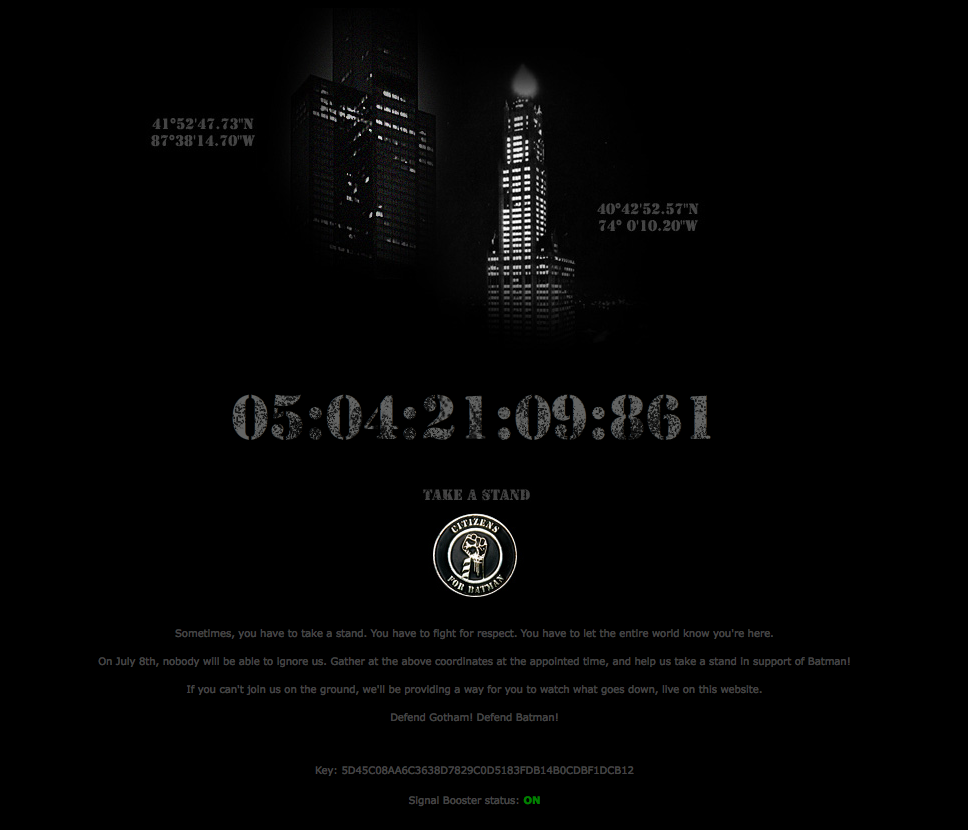 41°52'47.73"N
87°38'14.70"W
40°42'52.57"N
74° 0'10.20"W
05:04:21:09:861
TAKE A STAND
CITIZENS
FOR BATMAN
Sometimes, you have to take a stand. You have to fight for respect. You have to let the entire world know you're here.
On July 8th, nobody will be able to ignore us. Gather at the above coordinates at the appointed time, and help us take a stand in support of Batman!
If you can't join us on the ground, we'll be providing a way for you to watch what goes down, live on this website.
Defend Gotham! Defend Batman!
Key: 5D45C08AA6C3638D7829C0D5183FDB14B0CDBF1DCB12
Signal Booster status: ON